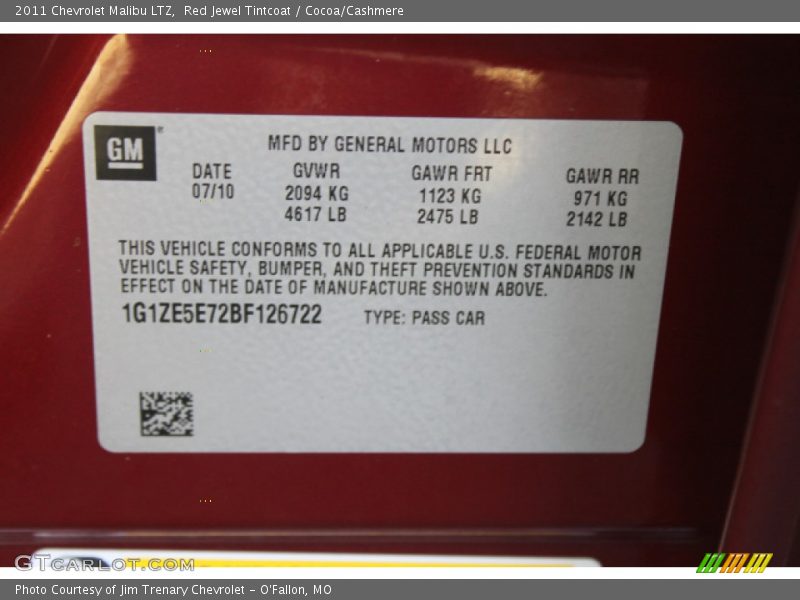 2011 Chevrolet Malibu LTZ, Red Jewel Tintcoat / Cocoa/Cashmere
GM
MFD BY GENERAL MOTORS LLC
DATE GVWR GAWR FRT GAWR RR
07/10 2094 KG 1123 KG 971 KG
4617 LB 2475 LB 2142 LB
THIS VEHICLE CONFORMS TO ALL APPLICABLE U.S. FEDERAL MOTOR
VEHICLE SAFETY, BUMPER, AND THEFT PREVENTION STANDARDS IN
EFFECT ON THE DATE OF MANUFACTURE SHOWN ABOVE.
1G1ZE5E72BF126722 TYPE: PASS CAR
GTcarlot.com
Photo Courtesy of Jim Trenary Chevrolet - O'Fallon, MO